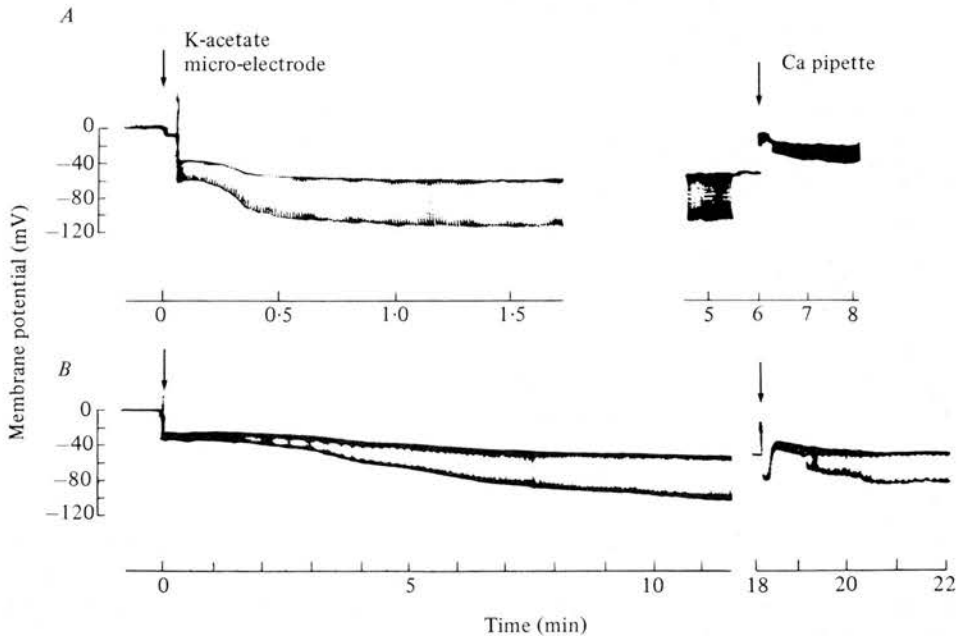 A
K-acetate
micro-electrode
Ca pipette
0
−40
−80
−120
0 0·5 1·0 1·5 5 6 7 8
Membrane potential (mV)
B
0
−40
−80
−120
0 5 10 18 20 22
Time (min)